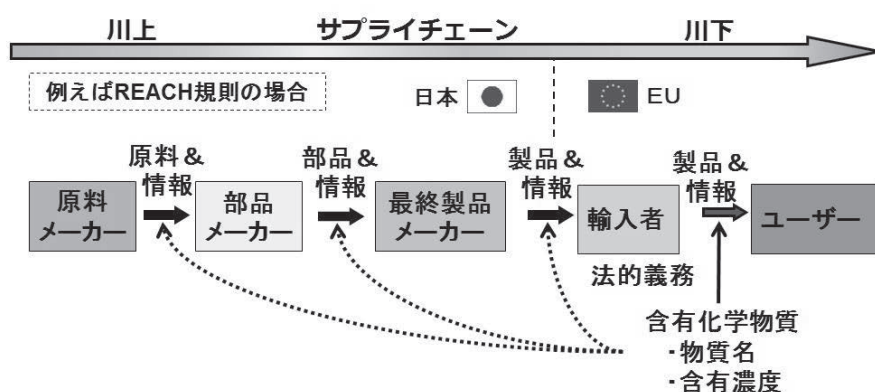 川上
サプライチェーン
川下
例えばREACH規則の場合
日本
EU
原料&
情報
部品&
情報
製品&
情報
製品&
情報
原料
メーカー
部品
メーカー
最終製品
メーカー
輸入者
ユーザー
法的義務
含有化学物質
・物質名
・含有濃度